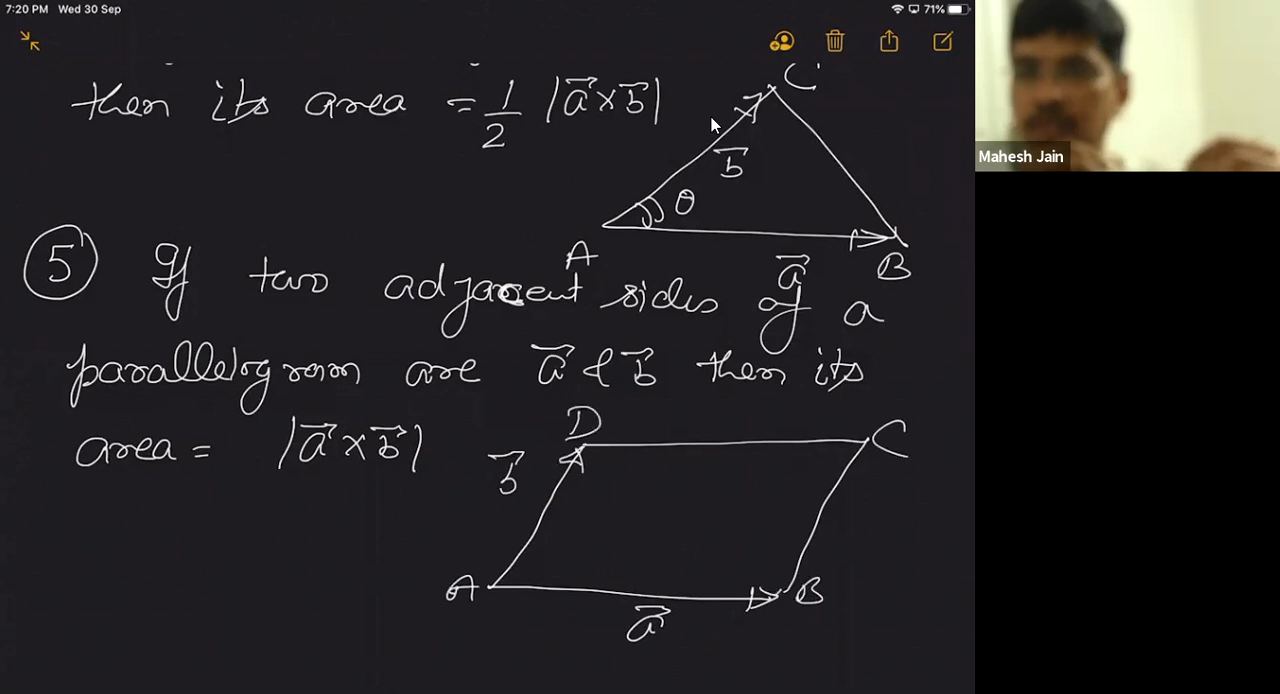 7:20 PM Wed 30 Sep
71%
then its area = 1/2 |a⃗ × b⃗|
C
b⃗
θ
A
B
a⃗
Mahesh Jain
5 If two adjacent sides of a
parallelogram are a⃗ & b⃗ then its
area = |a⃗ × b⃗|
D
C
b⃗
A
B
a⃗